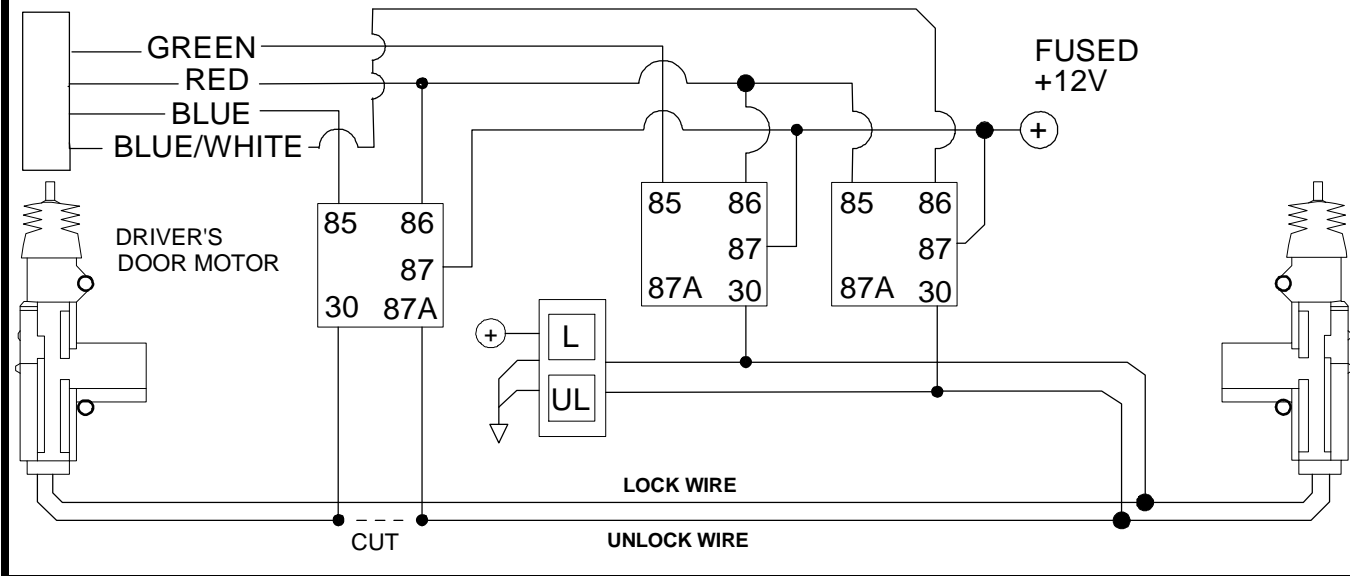 GREEN
RED
BLUE
BLUE/WHITE
FUSED
+12V
+
DRIVER'S
DOOR MOTOR
85 86
87
30 87A
85 86
87
87A 30
85 86
87
87A 30
+
L
UL
LOCK WIRE
CUT
UNLOCK WIRE